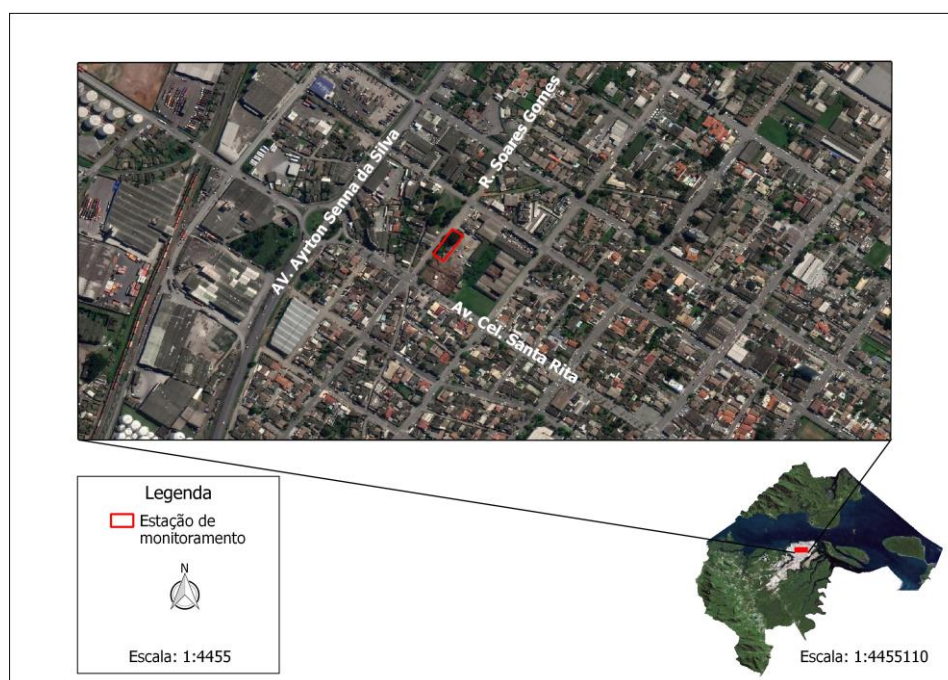 R. Soares Gomes
AV. Ayrton Senna da Silva
Av. Cel. Santa Rita
Legenda
Estação de
monitoramento
N
Escala: 1:4455
Escala: 1:4455110